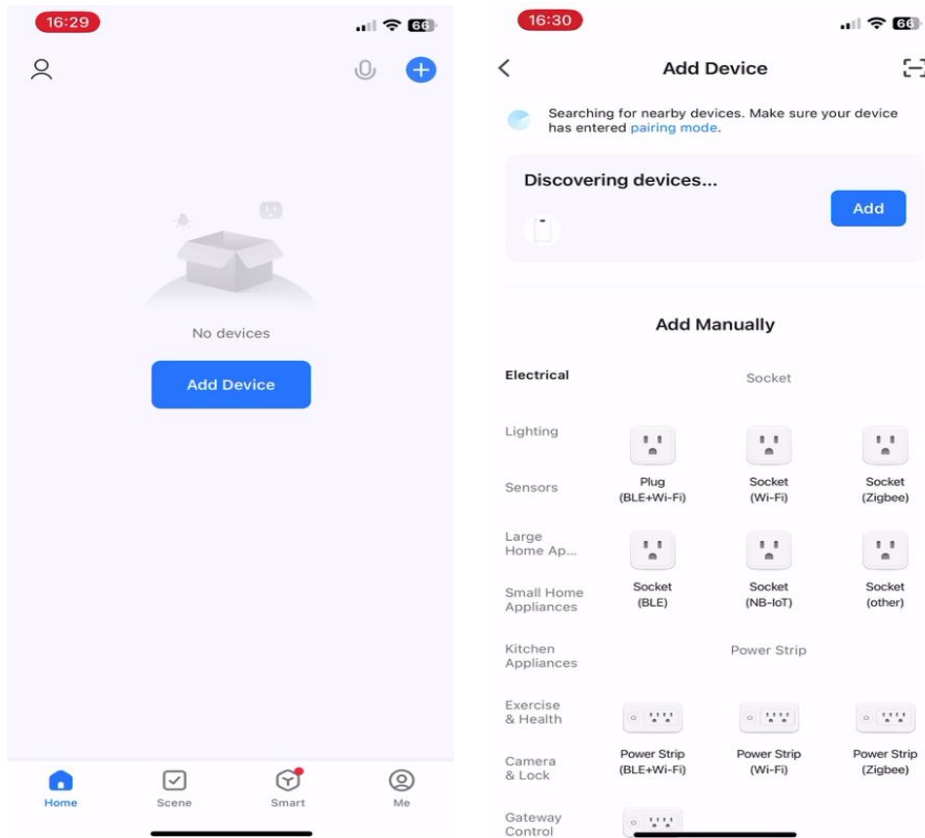 16:29
66
No devices
Add Device
Home
Scene
Smart
Me
16:30
66
Add Device
Searching for nearby devices. Make sure your device
has entered pairing mode.
Discovering devices...
Add
Add Manually
Electrical
Socket
Lighting
Plug
(BLE+Wi-Fi)
Socket
(Wi-Fi)
Socket
(Zigbee)
Sensors
Large
Home Ap...
Socket
(BLE)
Socket
(NB-IoT)
Socket
(other)
Small Home
Appliances
Kitchen
Appliances
Power Strip
Exercise
& Health
Power Strip
(BLE+Wi-Fi)
Power Strip
(Wi-Fi)
Power Strip
(Zigbee)
Camera
& Lock
Gateway
Control